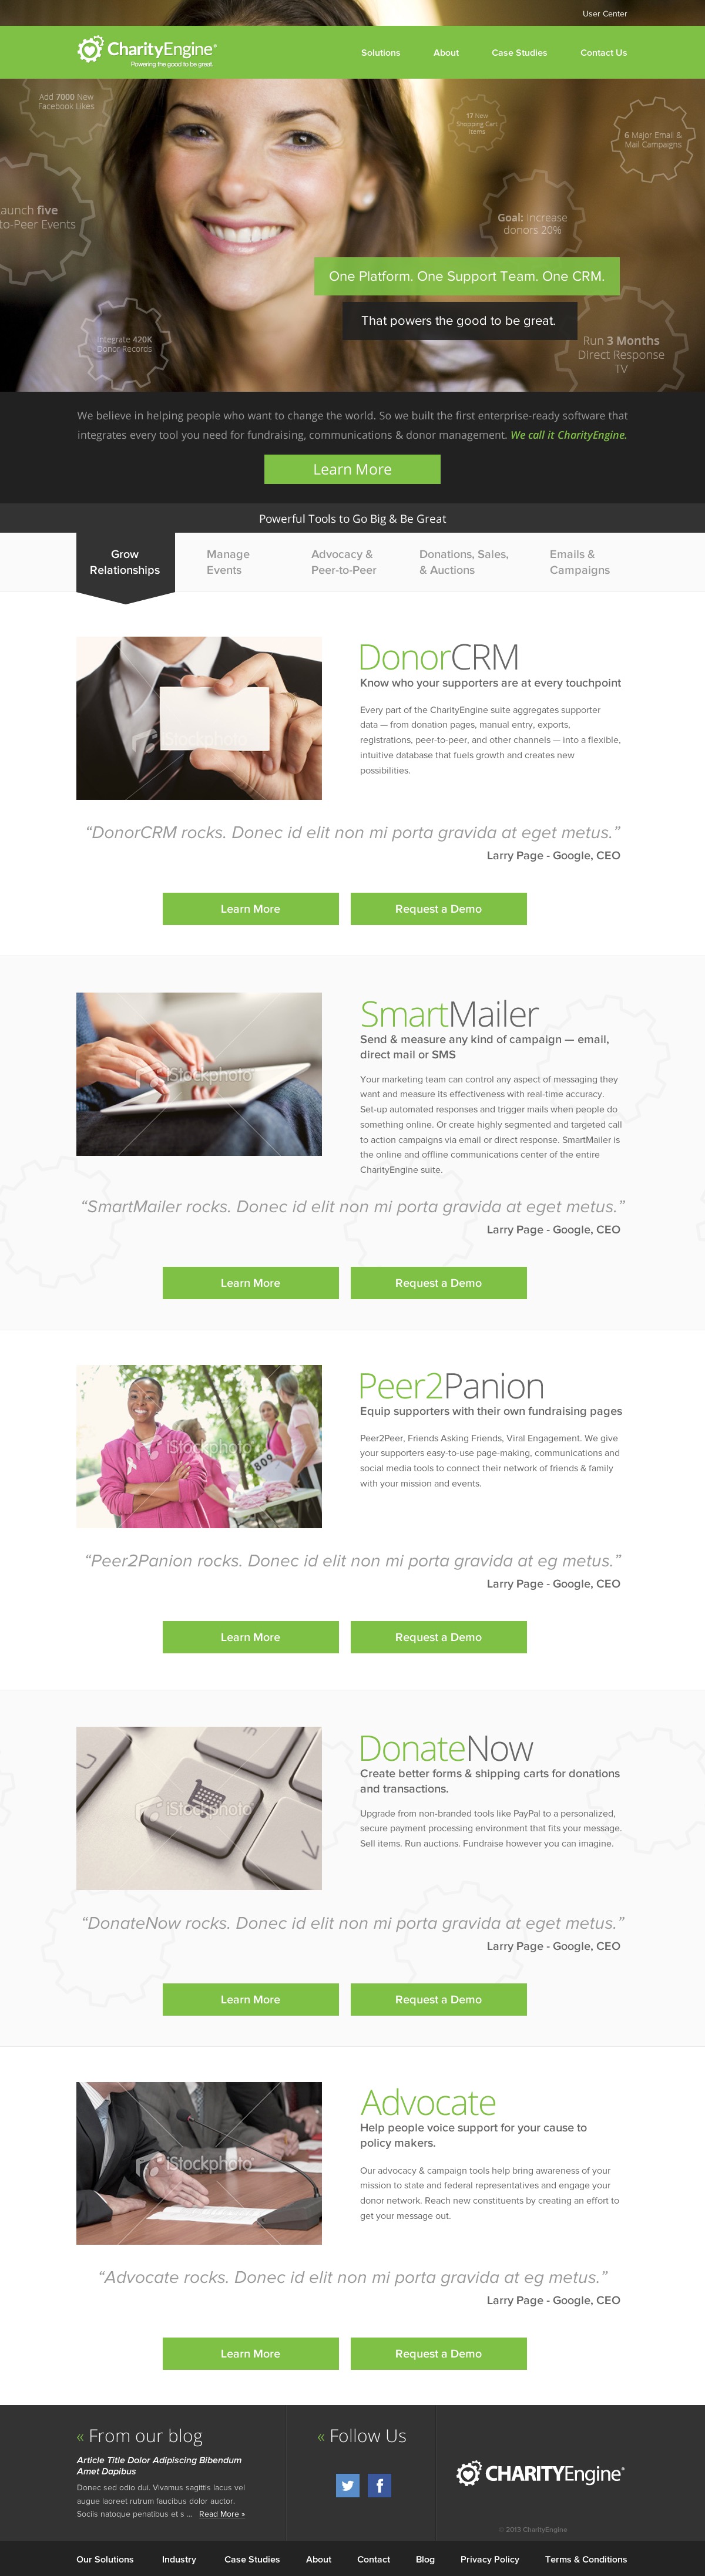 User Center
CharityEngine
Powering the good to be great.
Solutions
About
Case Studies
Contact Us
Add 7000 New
Facebook Likes
17 New
Shopping Cart
Items
6 Major Email &
Mail Campaigns
aunch five
to-Peer Events
Goal: Increase
donors 20%
One Platform. One Support Team. One CRM.
That powers the good to be great.
Integrate 420K
Donor Records
Run 3 Months
Direct Response
TV
We believe in helping people who want to change the world. So we built the first enterprise-ready software that
integrates every tool you need for fundraising, communications & donor management. We call it CharityEngine.
Learn More
Powerful Tools to Go Big & Be Great
Grow
Relationships
Manage
Events
Advocacy &
Peer-to-Peer
Donations, Sales,
& Auctions
Emails &
Campaigns
iStockphoto
DonorCRM
Know who your supporters are at every touchpoint
Every part of the CharityEngine suite aggregates supporter
data — from donation pages, manual entry, exports,
registrations, peer-to-peer, and other channels — into a flexible,
intuitive database that fuels growth and creates new
possibilities.
“DonorCRM rocks. Donec id elit non mi porta gravida at eget metus.”
Larry Page - Google, CEO
Learn More
Request a Demo
iStockphoto
SmartMailer
Send & measure any kind of campaign — email,
direct mail or SMS
Your marketing team can control any aspect of messaging they
want and measure its effectiveness with real-time accuracy.
Set-up automated responses and trigger mails when people do
something online. Or create highly segmented and targeted call
to action campaigns via email or direct response. SmartMailer is
the online and offline communications center of the entire
CharityEngine suite.
“SmartMailer rocks. Donec id elit non mi porta gravida at eget metus.”
Larry Page - Google, CEO
Learn More
Request a Demo
iStockphoto
809
Peer2Panion
Equip supporters with their own fundraising pages
Peer2Peer, Friends Asking Friends, Viral Engagement. We give
your supporters easy-to-use page-making, communications and
social media tools to connect their network of friends & family
with your mission and events.
“Peer2Panion rocks. Donec id elit non mi porta gravida at eg metus.”
Larry Page - Google, CEO
Learn More
Request a Demo
iStockphoto
DonateNow
Create better forms & shipping carts for donations
and transactions.
Upgrade from non-branded tools like PayPal to a personalized,
secure payment processing environment that fits your message.
Sell items. Run auctions. Fundraise however you can imagine.
“DonateNow rocks. Donec id elit non mi porta gravida at eget metus.”
Larry Page - Google, CEO
Learn More
Request a Demo
iStockphoto
Advocate
Help people voice support for your cause to
policy makers.
Our advocacy & campaign tools help bring awareness of your
mission to state and federal representatives and engage your
donor network. Reach new constituents by creating an effort to
get your message out.
“Advocate rocks. Donec id elit non mi porta gravida at eg metus.”
Larry Page - Google, CEO
Learn More
Request a Demo
« From our blog
Article Title Dolor Adipiscing Bibendum
Amet Dapibus
Donec sed odio dui. Vivamus sagittis lacus vel
augue laoreet rutrum faucibus dolor auctor.
Sociis natoque penatibus et s ... Read More »
« Follow Us
CHARITYEngine
© 2013 CharityEngine
Our Solutions
Industry
Case Studies
About
Contact
Blog
Privacy Policy
Terms & Conditions